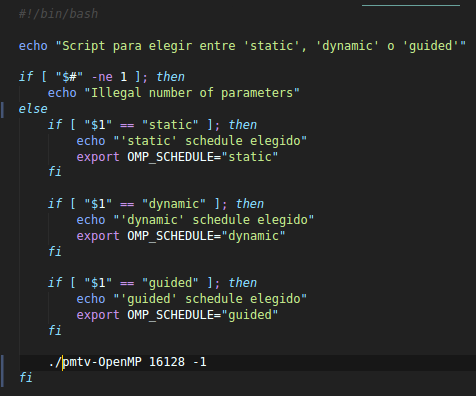 #!/bin/bash
echo "Script para elegir entre 'static', 'dynamic' o 'guided'"
if [ "$#" -ne 1 ]; then
echo "Illegal number of parameters"
else
if [ "$1" == "static" ]; then
echo "'static' schedule elegido"
export OMP_SCHEDULE="static"
fi
if [ "$1" == "dynamic" ]; then
echo "'dynamic' schedule elegido"
export OMP_SCHEDULE="dynamic"
fi
if [ "$1" == "guided" ]; then
echo "'guided' schedule elegido"
export OMP_SCHEDULE="guided"
fi
./pmtv-OpenMP 16128 -1
fi